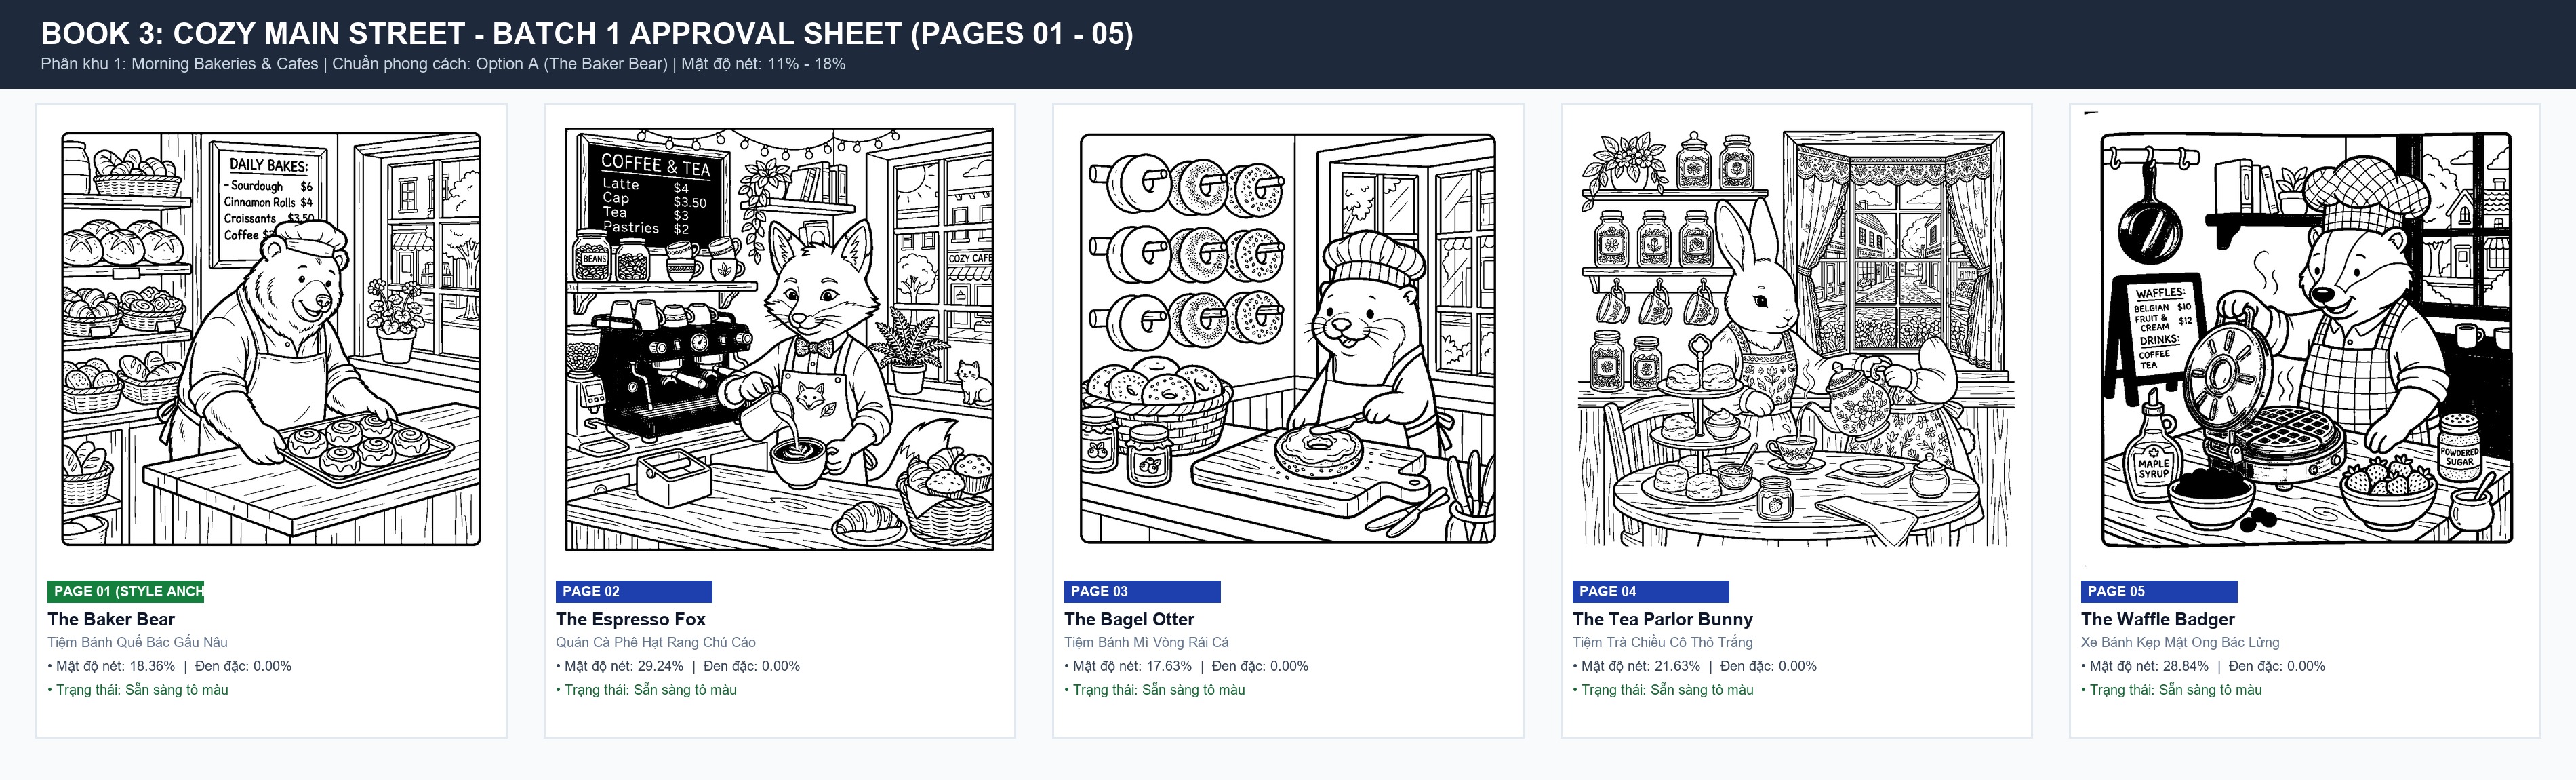 BOOK 3: COZY MAIN STREET - BATCH 1 APPROVAL SHEET (PAGES 01 - 05)
Phân khu 1: Morning Bakeries & Cafes | Chuẩn phong cách: Option A (The Baker Bear) | Mật độ nét: 11% - 18%
DAILY BAKES:
- Sourdough $6
Cinnamon Rolls $4
Croissants $3.50
Coffee
PAGE 01 (STYLE ANCH
The Baker Bear
Tiệm Bánh Quế Bác Gấu Nâu
• Mật độ nét: 18.36% | Đen đặc: 0.00%
• Trạng thái: Sẵn sàng tô màu
COFFEE & TEA
Latte $4
Cap $3.50
Tea $3
Pastries $2
BEANS
COZY CAFE
PAGE 02
The Espresso Fox
Quán Cà Phê Hạt Rang Chú Cáo
• Mật độ nét: 29.24% | Đen đặc: 0.00%
• Trạng thái: Sẵn sàng tô màu
PAGE 03
The Bagel Otter
Tiệm Bánh Mì Vòng Rái Cá
• Mật độ nét: 17.63% | Đen đặc: 0.00%
• Trạng thái: Sẵn sàng tô màu
PAGE 04
The Tea Parlor Bunny
Tiệm Trà Chiều Cô Thỏ Trắng
• Mật độ nét: 21.63% | Đen đặc: 0.00%
• Trạng thái: Sẵn sàng tô màu
WAFFLES:
BELGIAN $10
FRUIT &
CREAM $12
DRINKS:
COFFEE
TEA
MAPLE
SYRUP
POWDERED
SUGAR
PAGE 05
The Waffle Badger
Xe Bánh Kẹp Mật Ong Bác Lửng
• Mật độ nét: 28.84% | Đen đặc: 0.00%
• Trạng thái: Sẵn sàng tô màu